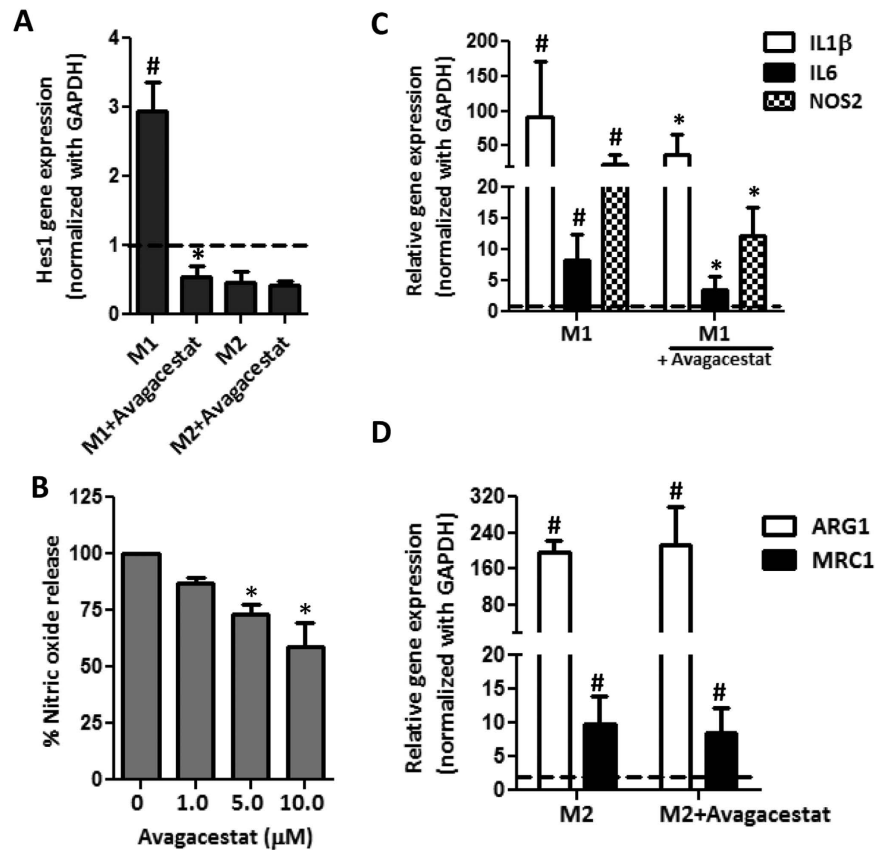 A
Hes1 gene expression
(normalized with GAPDH)
4
3
2
1
0
#
*
M1
M1+Avagacestat
M2
M2+Avagacestat
B
% Nitric oxide release
125
100
75
50
25
0
*
*
0 1.0 5.0 10.0
Avagacestat (μM)
C
Relative gene expression
(normalized with GAPDH)
200
150
100
50
20
15
10
5
0
#
#
#
*
*
*
IL1β
IL6
NOS2
M1
M1
+ Avagacestat
D
Relative gene expression
(normalized with GAPDH)
320
240
160
80
20
15
10
5
0
#
#
#
#
ARG1
MRC1
M2 M2+Avagacestat